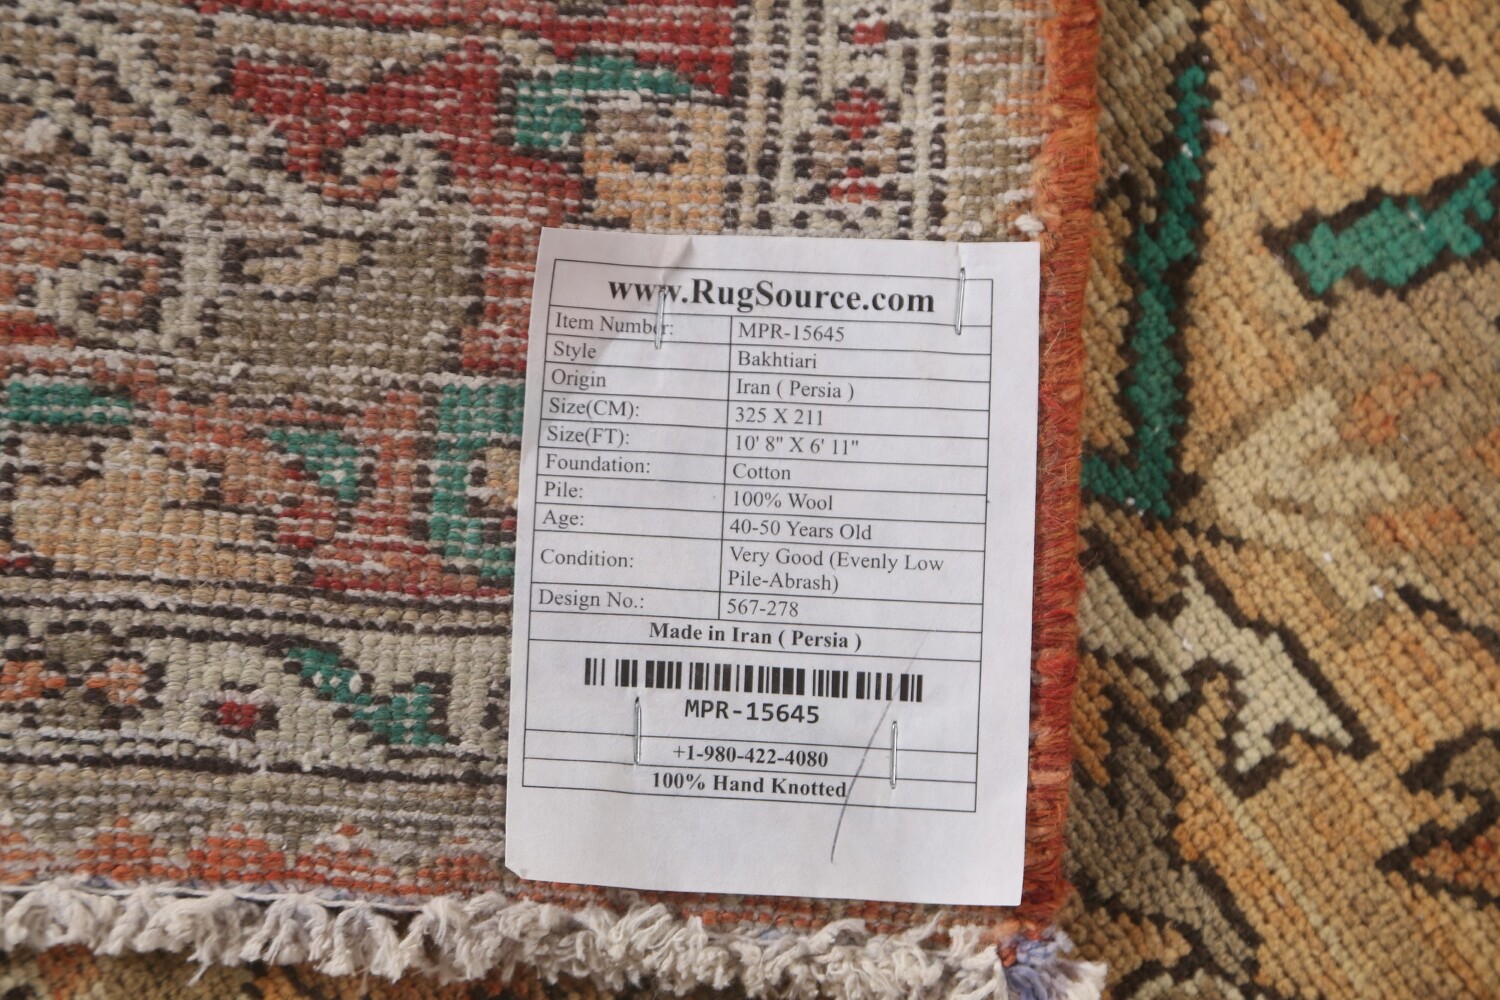 www.RugSource.com
Item Number: MPR-15645
Style Bakhtiari
Origin Iran ( Persia )
Size(CM): 325 X 211
Size(FT): 10' 8" X 6' 11"
Foundation: Cotton
Pile: 100% Wool
Age: 40-50 Years Old
Condition: Very Good (Evenly Low
Pile-Abrash)
Design No.: 567-278
Made in Iran ( Persia )
MPR-15645
+1-980-422-4080
100% Hand Knotted